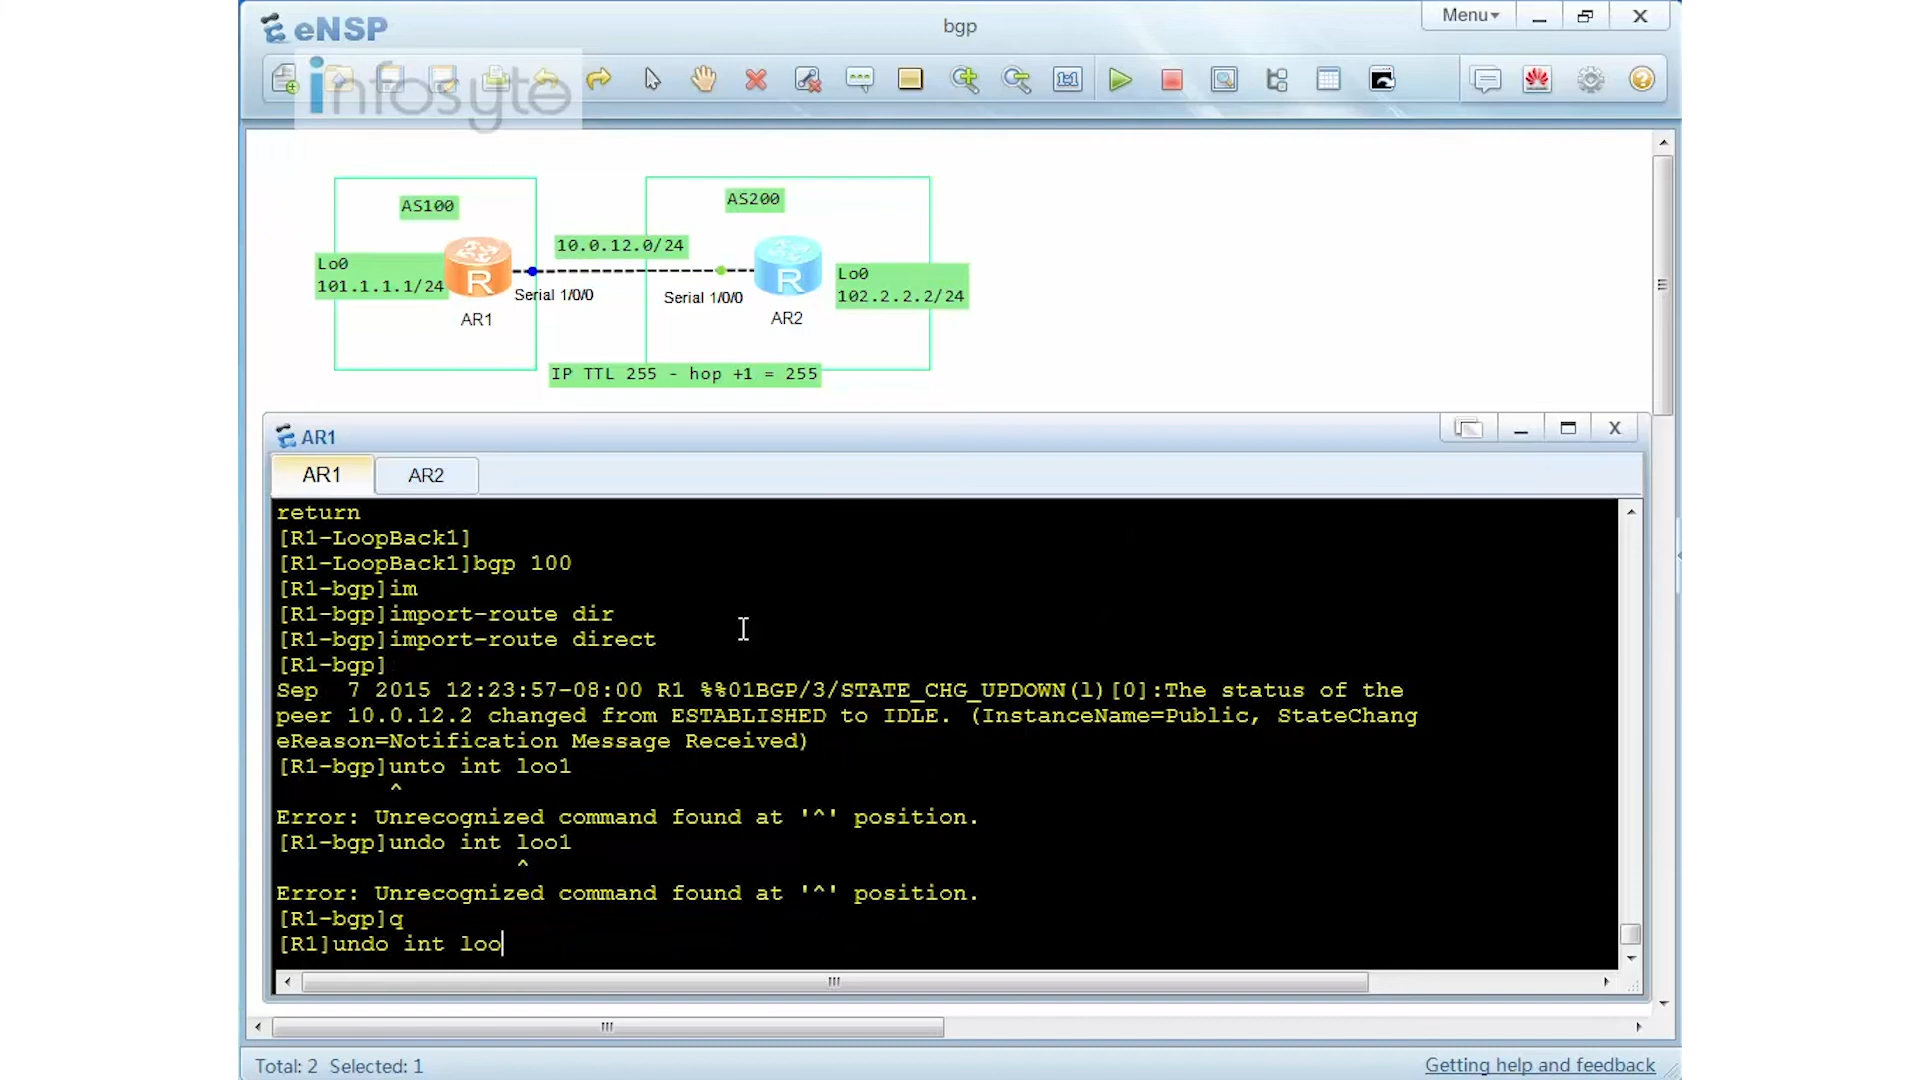 eNSP
bgp
Menu
infosyte
AS100
AS200
10.0.12.0/24
Lo0
101.1.1.1/24
Lo0
102.2.2.2/24
R
R
Serial 1/0/0
Serial 1/0/0
AR1
AR2
IP TTL 255 - hop +1 = 255
AR1
AR1
AR2
return
[R1-LoopBack1]
[R1-LoopBack1]bgp 100
[R1-bgp]im
[R1-bgp]import-route dir
[R1-bgp]import-route direct
[R1-bgp]
Sep  7 2015 12:23:57-08:00 R1 %%01BGP/3/STATE_CHG_UPDOWN(l)[0]:The status of the
peer 10.0.12.2 changed from ESTABLISHED to IDLE. (InstanceName=Public, StateChang
eReason=Notification Message Received)
[R1-bgp]unto int loo1
^
Error: Unrecognized command found at '^' position.
[R1-bgp]undo int loo1
^
Error: Unrecognized command found at '^' position.
[R1-bgp]q
[R1]undo int loo
Total: 2 Selected: 1
Getting help and feedback